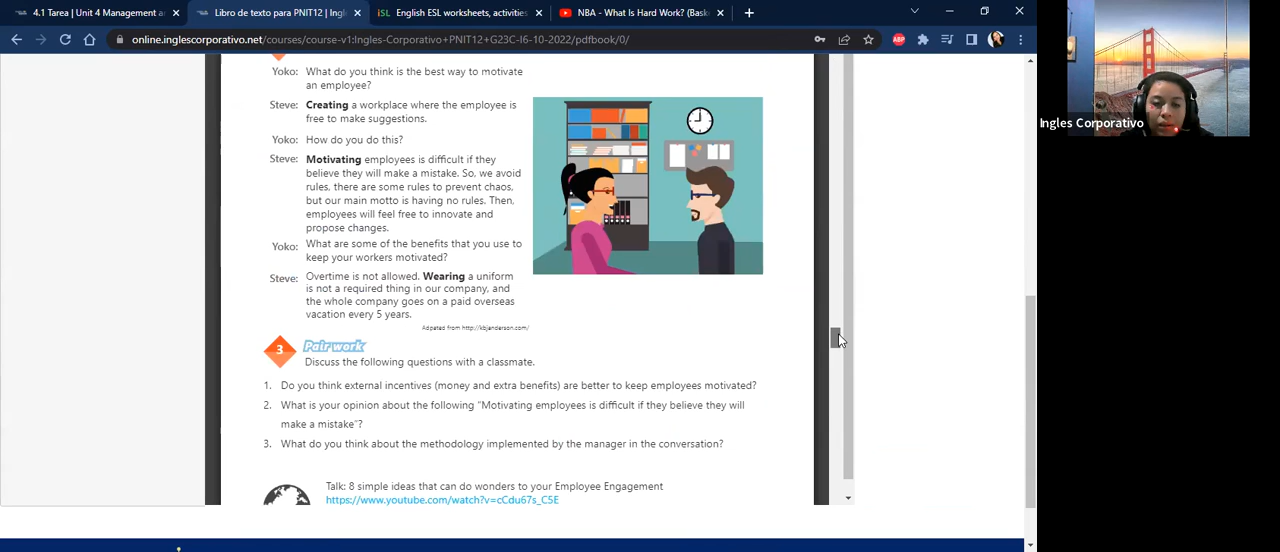 4.1 Tarea | Unit 4 Management a
Libro de texto para PNIT12 | Ingl
iSL English ESL worksheets, activities
NBA - What Is Hard Work? (Bask
online.inglescorporativo.net/courses/course-v1:Ingles-Corporativo+PNIT12+G23C-I6-10-2022/pdfbook/0/
ABP
Yoko: What do you think is the best way to motivate
an employee?
Steve: Creating a workplace where the employee is
free to make suggestions.
Yoko: How do you do this?
Steve: Motivating employees is difficult if they
believe they will make a mistake. So, we avoid
rules, there are some rules to prevent chaos,
but our main motto is having no rules. Then,
employees will feel free to innovate and
propose changes.
Yoko: What are some of the benefits that you use to
keep your workers motivated?
Steve: Overtime is not allowed. Wearing a uniform
is not a required thing in our company, and
the whole company goes on a paid overseas
vacation every 5 years.
Adpated from http://kbjanderson.com/
3 Pair work
Discuss the following questions with a classmate.
1. Do you think external incentives (money and extra benefits) are better to keep employees motivated?
2. What is your opinion about the following "Motivating employees is difficult if they believe they will
make a mistake"?
3. What do you think about the methodology implemented by the manager in the conversation?
Talk: 8 simple ideas that can do wonders to your Employee Engagement
https://www.youtube.com/watch?v=cCdu67s_C5E
Ingles Corporativo